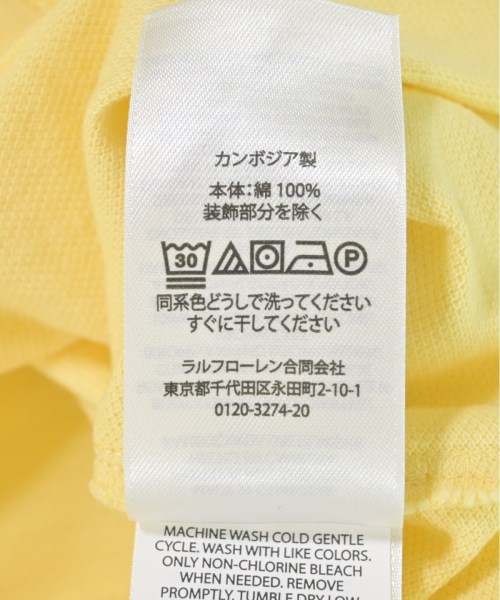 カンボジア製
本体：綿 100%
装飾部分を除く
30 P
同系色どうしで洗ってください
すぐに干してください
ラルフローレン合同会社
東京都千代田区永田町2-10-1
0120-3274-20
MACHINE WASH COLD GENTLE
CYCLE. WASH WITH LIKE COLORS.
ONLY NON-CHLORINE BLEACH
WHEN NEEDED. REMOVE
PROMPTLY. TUMBLE DRY LOW